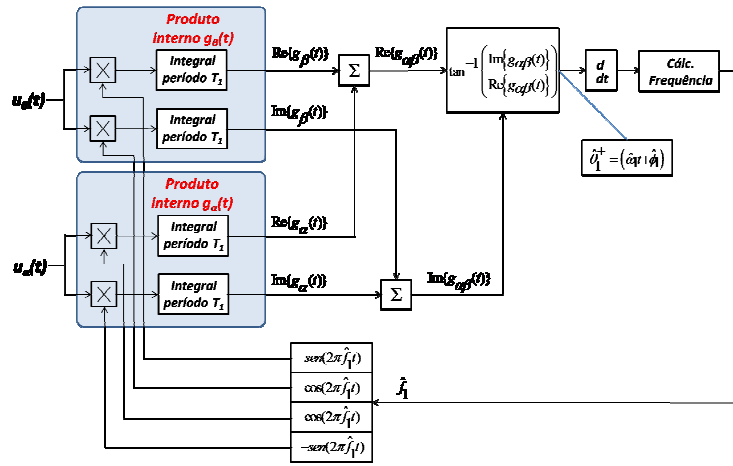 Produto
interno gβ(t)
Integral
período T1
Integral
período T1
uβ(t)
Re{gβ(t)}
Im{gβ(t)}
Σ
Re{gαβ(t)}
tan⁻¹(Im{gαβ(t)}
Re{gαβ(t)})
d
dt
Cálc.
Frequência
θ̂1⁺ = (ω̂1t + ϕ̂1)
Produto
interno gα(t)
Integral
período T1
Integral
período T1
uα(t)
Re{gα(t)}
Im{gα(t)}
Σ
Im{gαβ(t)}
sen(2πf̂1t)
cos(2πf̂1t)
cos(2πf̂1t)
−sen(2πf̂1t)
f̂1